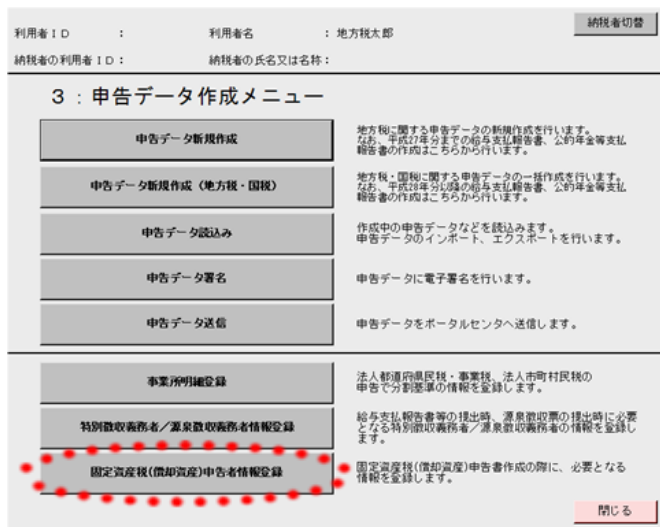 納税者切替
利用者ID : 利用者名 : 地方税太郎
納税者の利用者ID: 納税者の氏名又は名称:
3:申告データ作成メニュー
申告データ新規作成
地方税に関する申告データの新規作成を行います。
なお、平成27年分までの給与支払報告書、公的年金等支払
報告書の作成はこちらから行います。
申告データ新規作成(地方税・国税)
地方税・国税に関する申告データの一括作成を行います。
なお、平成28年分以降の給与支払報告書、公的年金等支払
報告書の作成はこちらから行います。
申告データ読込み
作成中の申告データなどを読込みます。
申告データのインポート、エクスポートを行います。
申告データ署名
申告データに電子署名を行います。
申告データ送信
申告データをポータルセンタへ送信します。
事業所明細登録
法人都道府県民税・事業税、法人市町村民税の
申告で分割基準の情報を登録します。
特別徴収義務者/源泉徴収義務者情報登録
給与支払報告書等の提出時、源泉徴収票の提出時に必要
となる特別徴収義務者/源泉徴収義務者の情報を登録し
ます。
固定資産税(償却資産)申告者情報登録
固定資産税(償却資産)申告書作成の際に、必要となる
情報を登録します。
閉じる